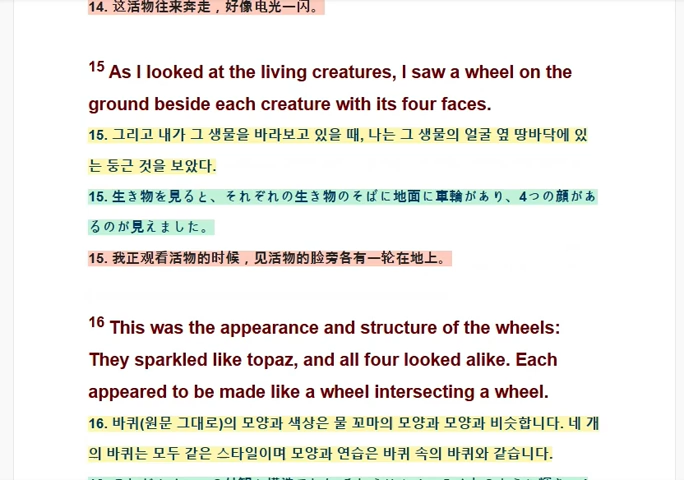 14. 这活物往来奔走，好像电光一闪。
15 As I looked at the living creatures, I saw a wheel on the
ground beside each creature with its four faces.
15. 그리고 내가 그 생물을 바라보고 있을 때, 나는 그 생물의 얼굴 옆 땅바닥에 있
는 둥근 것을 보았다.
15. 生き物を見ると、それぞれの生き物のそばに地面に車輪があり、4つの顔があ
るのが見えました。
15. 我正观看活物的时候，见活物的脸旁各有一轮在地上。
16 This was the appearance and structure of the wheels:
They sparkled like topaz, and all four looked alike. Each
appeared to be made like a wheel intersecting a wheel.
16. 바퀴(원문 그대로)의 모양과 색상은 물 꼬마의 모양과 모양과 비슷합니다. 네 개
의 바퀴는 모두 같은 스타일이며 모양과 연습은 바퀴 속의 바퀴와 같습니다.